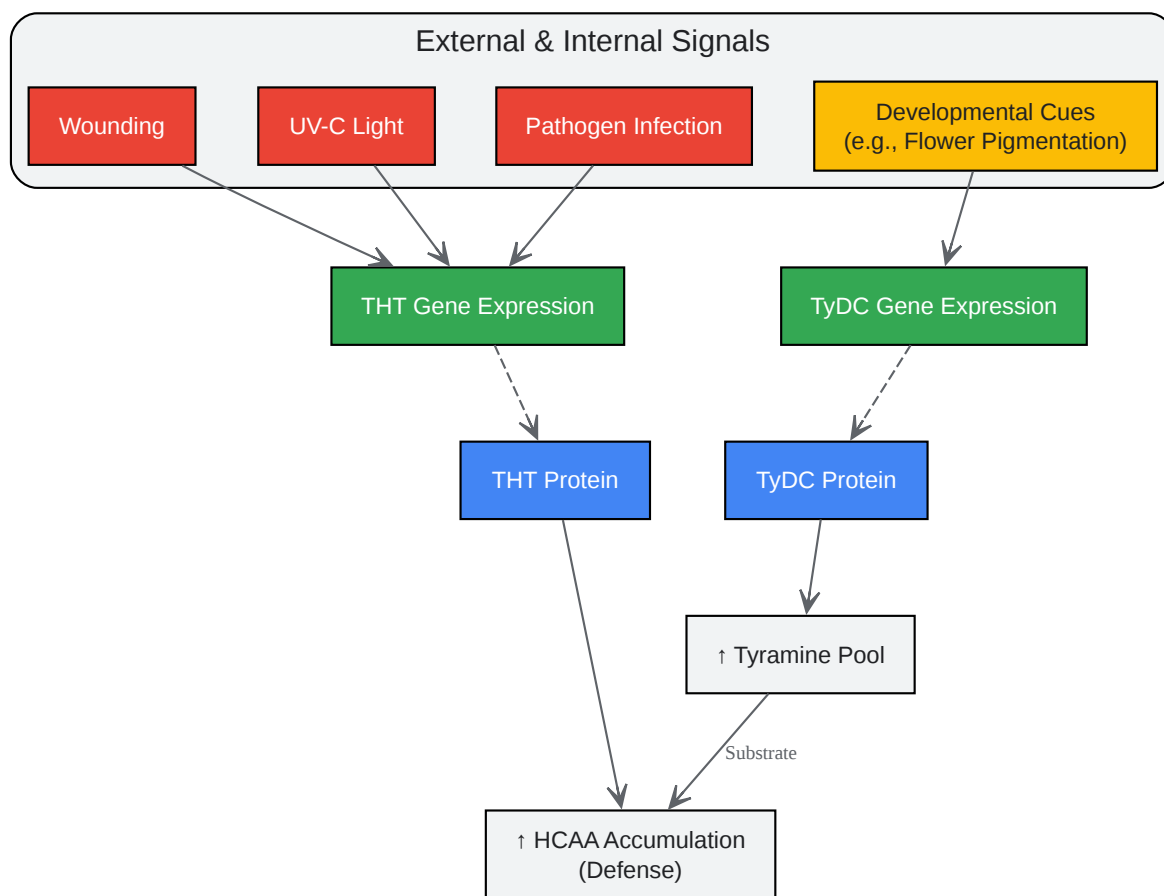 External & Internal Signals
Wounding
UV-C Light
Pathogen Infection
Developmental Cues
(e.g., Flower Pigmentation)
THT Gene Expression
TyDC Gene Expression
THT Protein
TyDC Protein
↑ Tyramine Pool
Substrate
↑ HCAA Accumulation
(Defense)